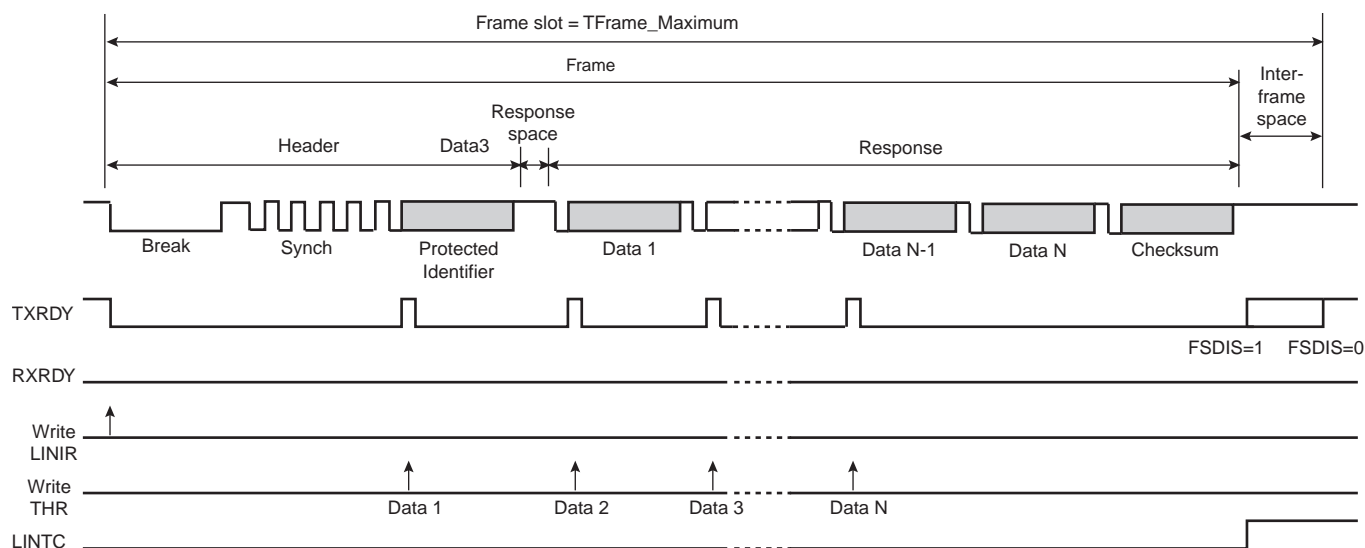 Frame slot = TFrame_Maximum
Frame
Inter-
frame
space
Response
space
Header
Data3
Response
Break
Synch
Protected
Identifier
Data 1
Data N-1
Data N
Checksum
TXRDY
FSDIS=1
FSDIS=0
RXRDY
Write
LINIR
Write
THR
Data 1
Data 2
Data 3
Data N
LINTC